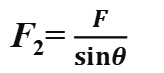 F₂ = F / sinθ